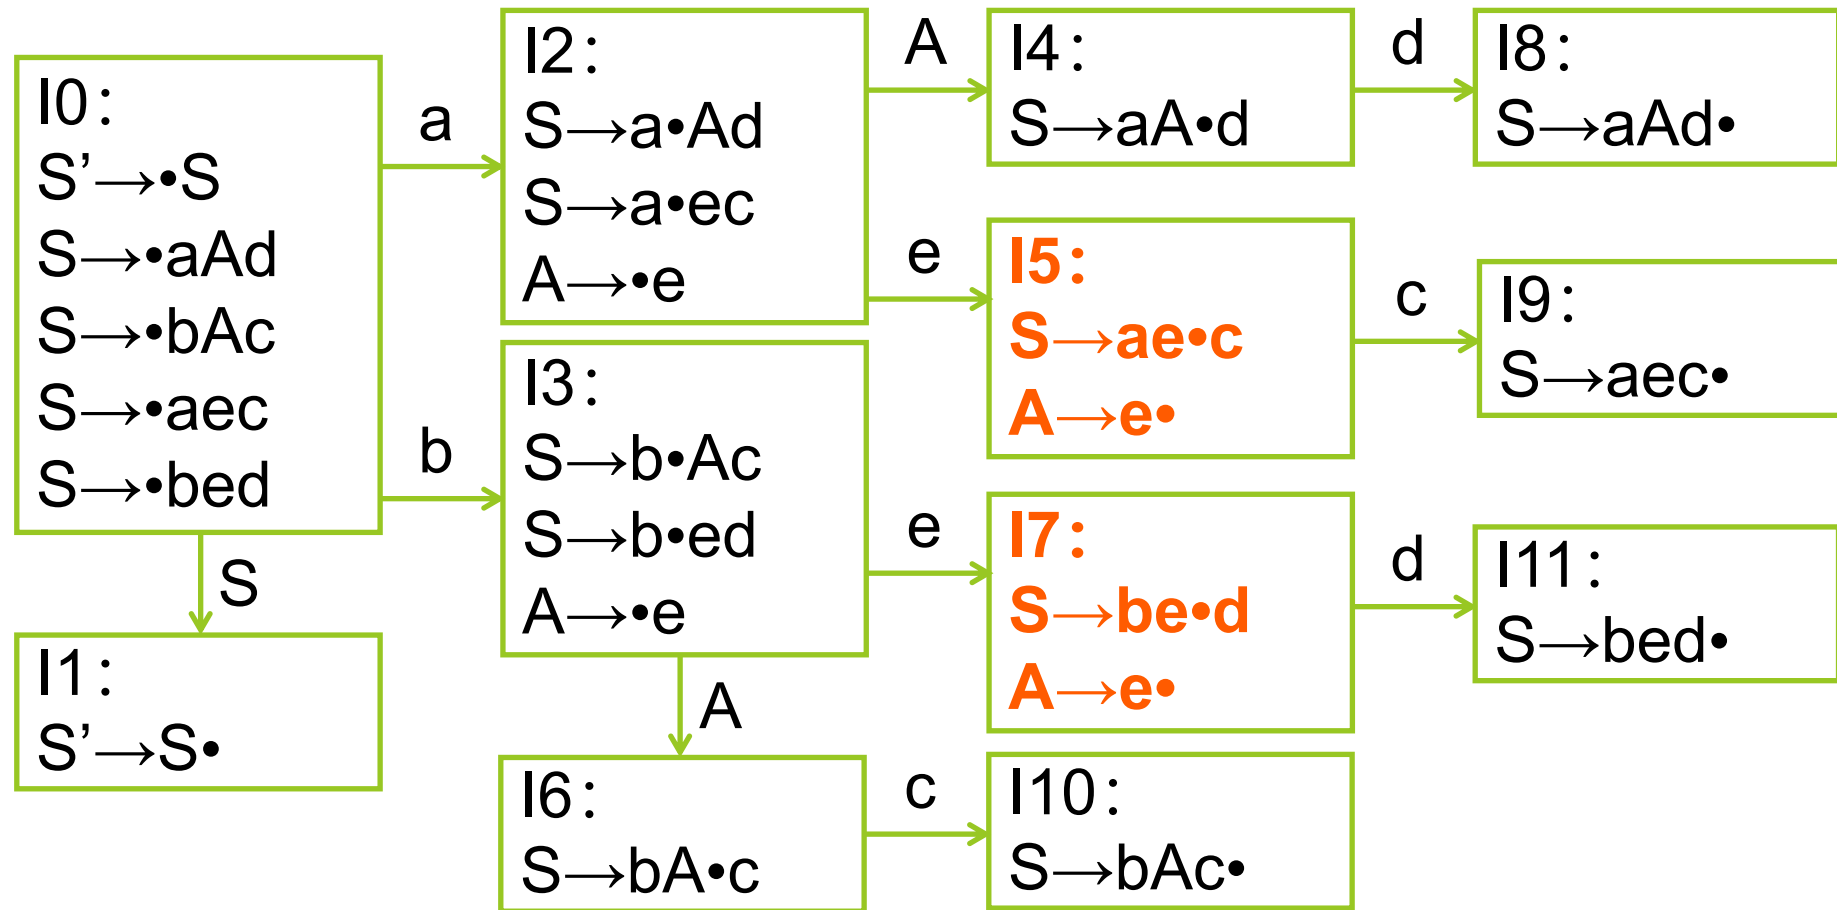 I0:
S’→•S
S→•aAd
S→•bAc
S→•aec
S→•bed
a
b
S
I1:
S’→S•
I2:
S→a•Ad
S→a•ec
A→•e
A
e
I3:
S→b•Ac
S→b•ed
A→•e
e
A
I4:
S→aA•d
d
I5:
S→ae•c
A→e•
c
I6:
S→bA•c
c
I7:
S→be•d
A→e•
d
I8:
S→aAd•
I9:
S→aec•
I10:
S→bAc•
I11:
S→bed•